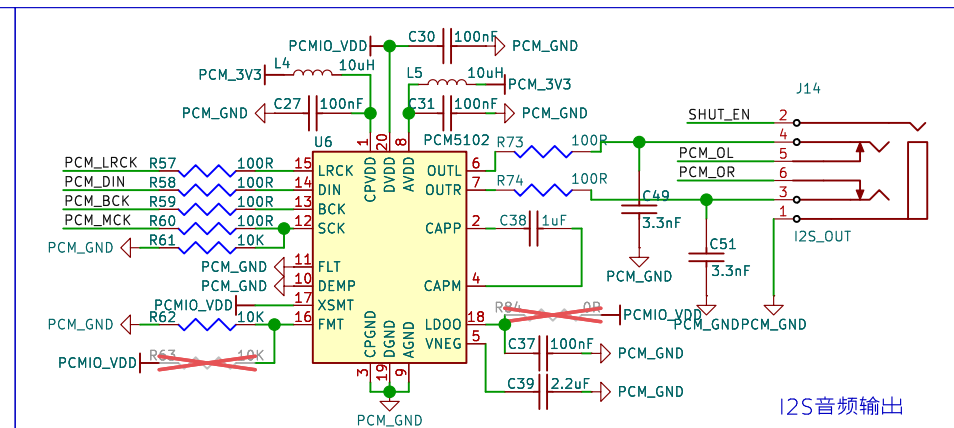 C30 100nF PCM_GND
PCMIO_VDD
L4 10uH
PCM_3V3
L5 10uH
PCM_3V3
PCM_GND C27 100nF
C31 100nF PCM_GND
U6
PCM5102
1 CPVDD
20 DVDD
8 AVDD
PCM_LRCK R57 100R 15 LRCK
PCM_DIN R58 100R 14 DIN
PCM_BCK R59 100R 13 BCK
PCM_MCK R60 100R 12 SCK
PCM_GND R61 10K
PCM_GND 11 FLT
PCM_GND 10 DEMP
PCMIO_VDD 17 XSMT
PCM_GND R62 10K 16 FMT
PCMIO_VDD R63 10K
OUTL 6 R73 100R
OUTR 7 R74 100R
CAPP 2 C38 1uF
CAPM 4
LDOO 18 R84 0R PCMIO_VDD
VNEG 5
C37 100nF PCM_GND
C39 2.2uF PCM_GND
CPGND 3
DGND 19
AGND 9
PCM_GND
C49
3.3nF
PCM_GND
C51
3.3nF
PCM_GND
PCM_GND
J14
SHUT_EN 2
4
PCM_OL 5
PCM_OR 6
3
1
I2S_OUT
I2S音频输出